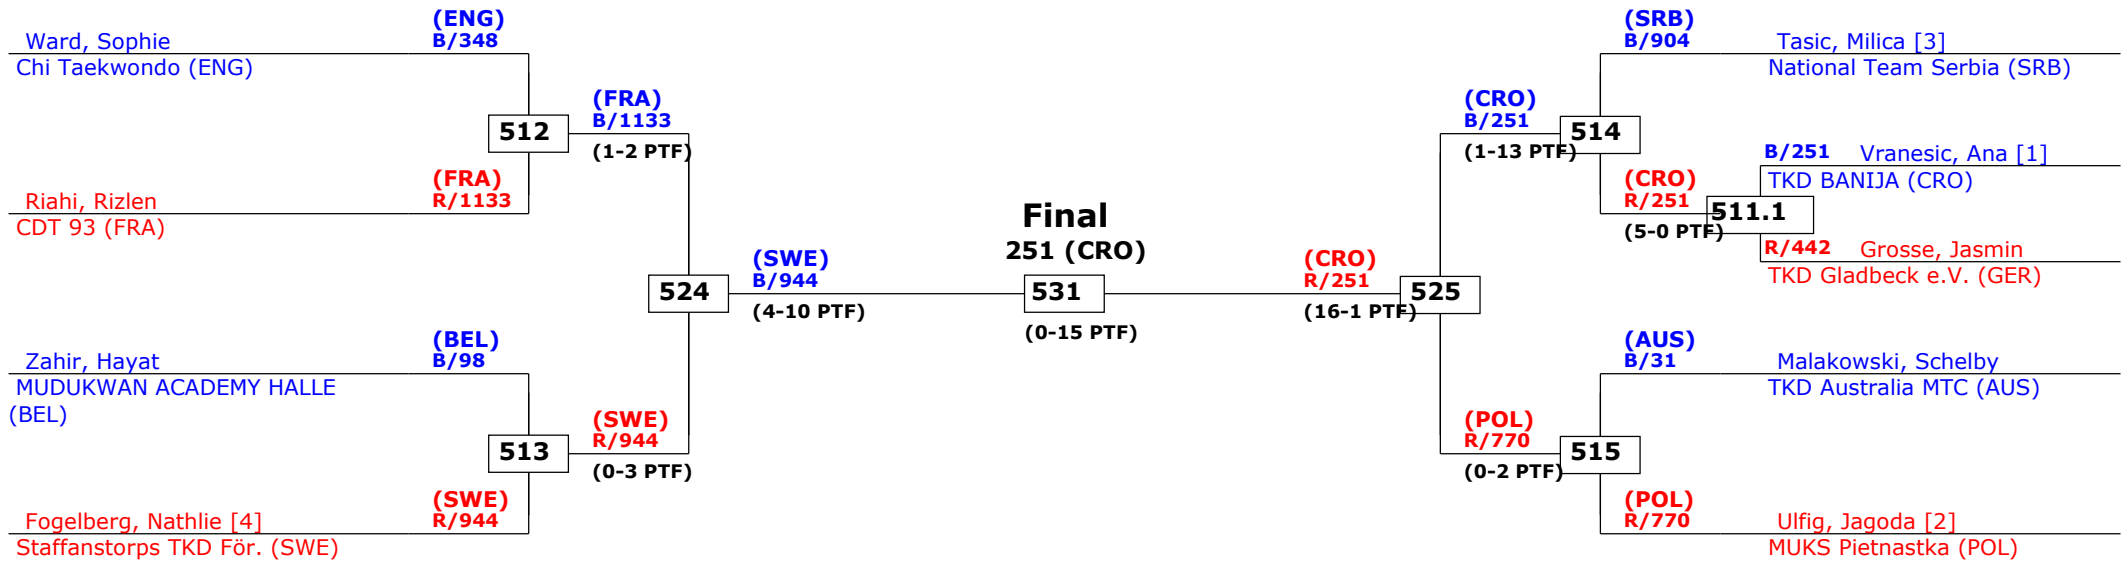 (ENG)
Ward, Sophie
B/348
Chi Taekwondo (ENG)
512
(FRA)
B/1133
(1-2 PTF)
(FRA)
Riahi, Rizlen
R/1133
CDT 93 (FRA)
524
(SWE)
B/944
(4-10 PTF)
(BEL)
Zahir, Hayat
B/98
MUDUKWAN ACADEMY HALLE
(BEL)
513
(SWE)
R/944
(0-3 PTF)
(SWE)
Fogelberg, Nathlie [4]
R/944
Staffanstorps TKD För. (SWE)
Final
251 (CRO)
531
(0-15 PTF)
(SRB)
B/904
Tasic, Milica [3]
National Team Serbia (SRB)
(CRO)
B/251
(1-13 PTF)
514
B/251
Vranesic, Ana [1]
TKD BANIJA (CRO)
(CRO)
R/251
(5-0 PTF)
511.1
R/442
Grosse, Jasmin
TKD Gladbeck e.V. (GER)
(CRO)
R/251
(16-1 PTF)
525
(AUS)
B/31
Malakowski, Schelby
TKD Australia MTC (AUS)
(POL)
R/770
(0-2 PTF)
515
(POL)
R/770
Ulfig, Jagoda [2]
MUKS Pietnastka (POL)